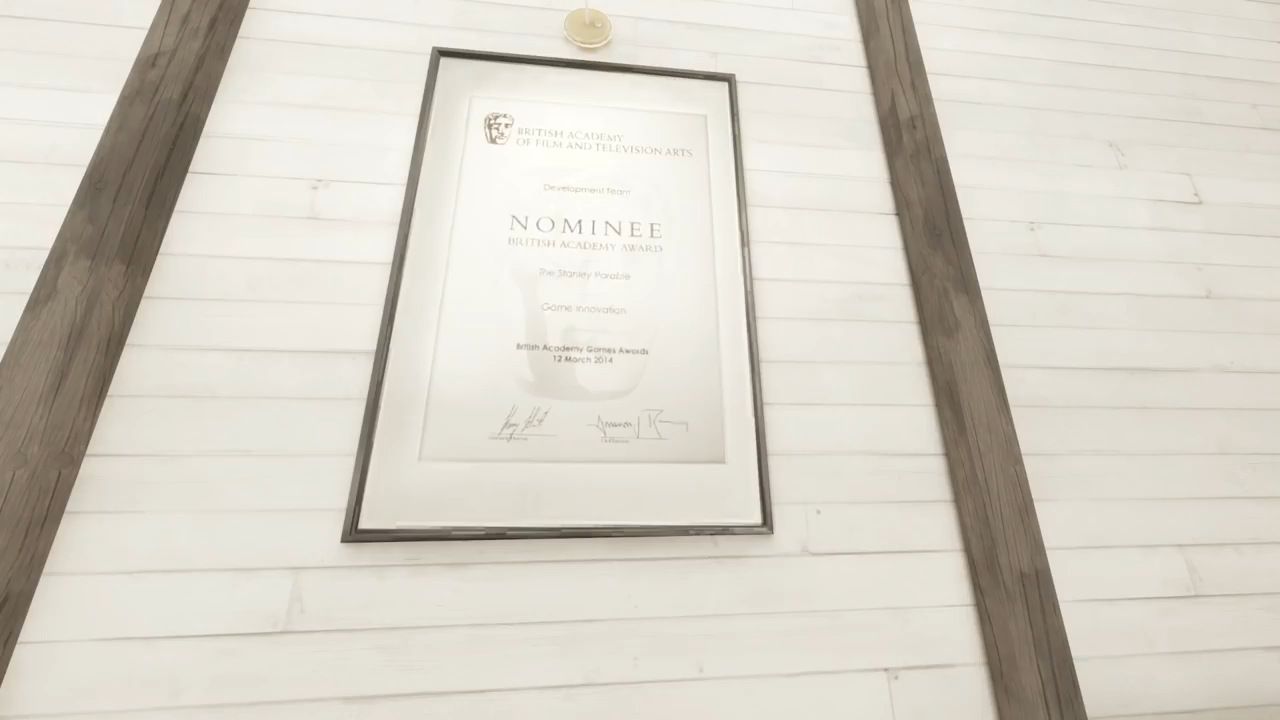 BRITISH ACADEMY
OF FILM AND TELEVISION ARTS
Development Team
NOMINEE
BRITISH ACADEMY AWARD
The Stanley Parable
Game Innovation
British Academy Games Awards
12 March 2014